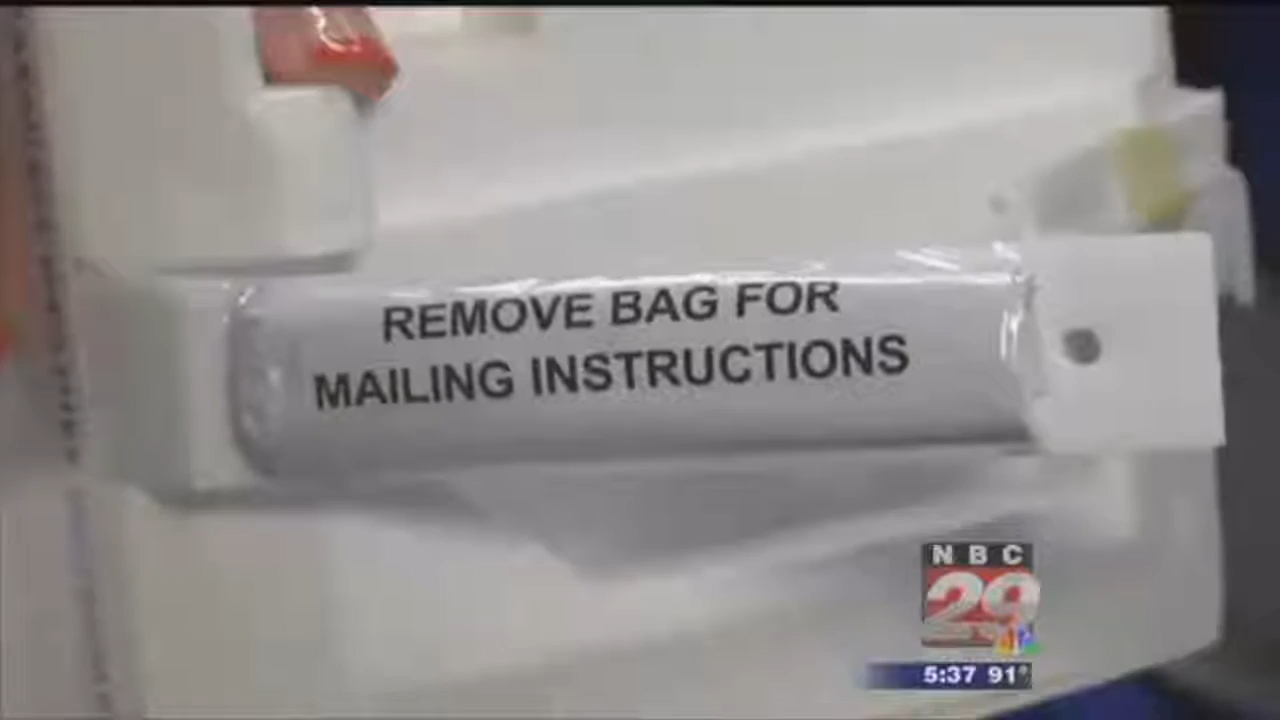 REMOVE BAG FOR
MAILING INSTRUCTIONS
NBC
29
5:37 91°